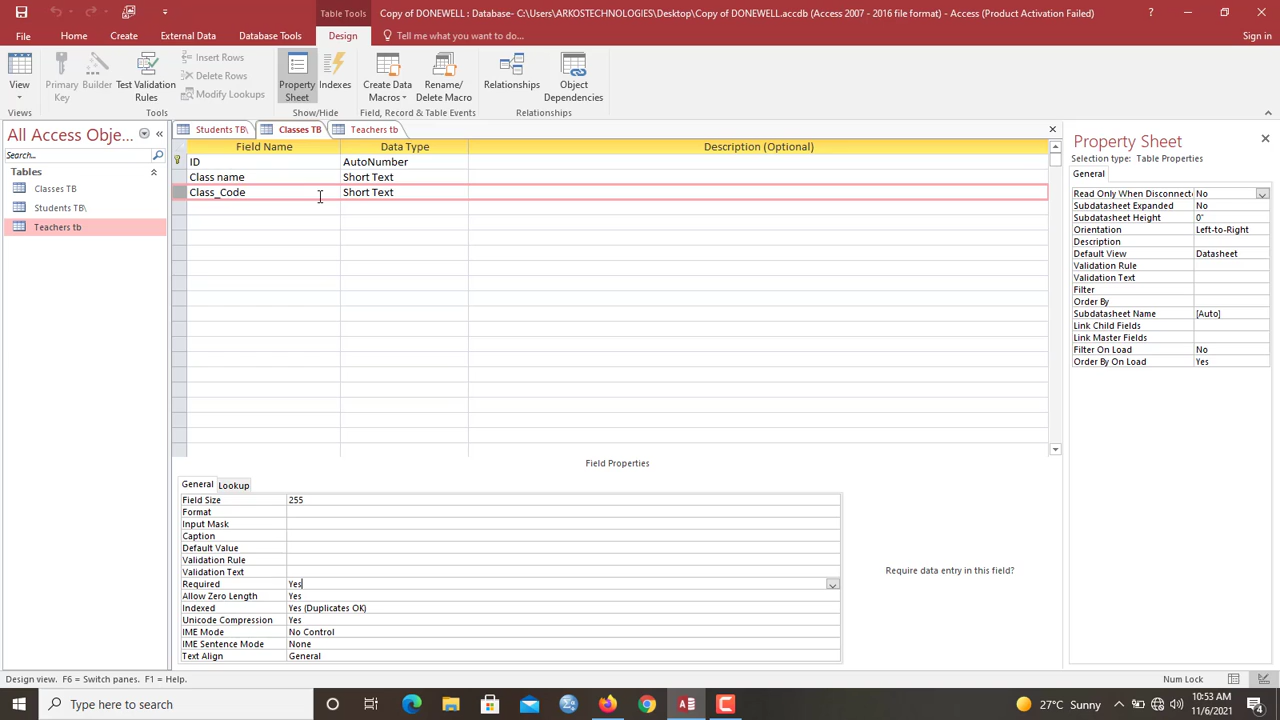 Table Tools
Copy of DONEWELL : Database- C:\Users\ARKOSTECHNOLOGIES\Desktop\Copy of DONEWELL.accdb (Access 2007 - 2016 file format) - Access (Product Activation Failed)
?
File
Home
Create
External Data
Database Tools
Design
Tell me what you want to do...
Sign in
View
Primary Key
Builder
Test Validation Rules
Insert Rows
Delete Rows
Modify Lookups
Property Sheet
Indexes
Create Data Macros
Rename/ Delete Macro
Relationships
Object Dependencies
Views
Tools
Show/Hide
Field, Record & Table Events
Relationships
All Access Obje...
Search...
Tables
Classes TB
Students TB\
Teachers tb
Students TB\
Classes TB
Teachers tb
Field Name Data Type Description (Optional)
ID AutoNumber
Class name Short Text
Class_Code Short Text
Field Properties
General
Lookup
Field Size 255
Format
Input Mask
Caption
Default Value
Validation Rule
Validation Text
Required Yes
Allow Zero Length Yes
Indexed Yes (Duplicates OK)
Unicode Compression Yes
IME Mode No Control
IME Sentence Mode None
Text Align General
Require data entry in this field?
Property Sheet
Selection type: Table Properties
General
Read Only When Disconnecte No
Subdatasheet Expanded No
Subdatasheet Height 0"
Orientation Left-to-Right
Description
Default View Datasheet
Validation Rule
Validation Text
Filter
Order By
Subdatasheet Name [Auto]
Link Child Fields
Link Master Fields
Filter On Load No
Order By On Load Yes
Design view. F6 = Switch panes. F1 = Help.
Num Lock
Type here to search
27°C Sunny
10:53 AM
11/6/2021
4